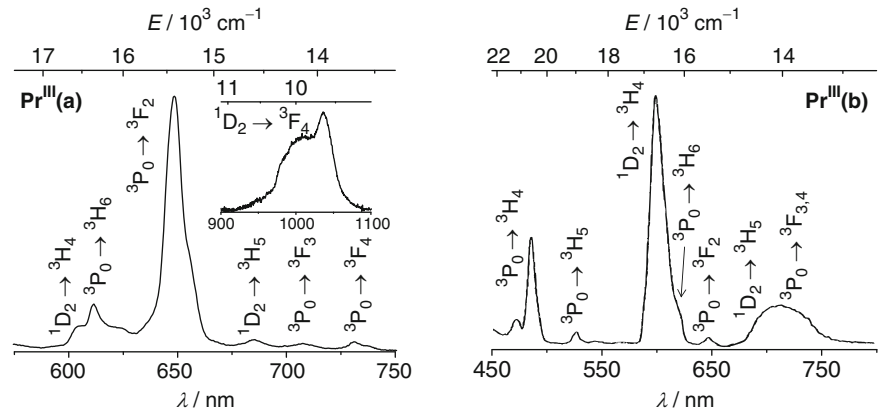 E / 10³ cm⁻¹
17 16 15 14
Prᴵᴵᴵ(a)
¹D₂ → ³H₄
³P₀ → ³H₆
³P₀ → ³F₂
11 10
¹D₂ → ³F₄
900 1000 1100
¹D₂ → ³H₅
³P₀ → ³F₃
³P₀ → ³F₄
600 650 700 750
λ / nm
E / 10³ cm⁻¹
22 20 18 16 14
Prᴵᴵᴵ(b)
³P₀ → ³H₄
³P₀ → ³H₅
¹D₂ → ³H₄
³P₀ → ³H₆
³P₀ → ³F₂
¹D₂ → ³H₅
³P₀ → ³F₃,₄
450 550 650 750
λ / nm